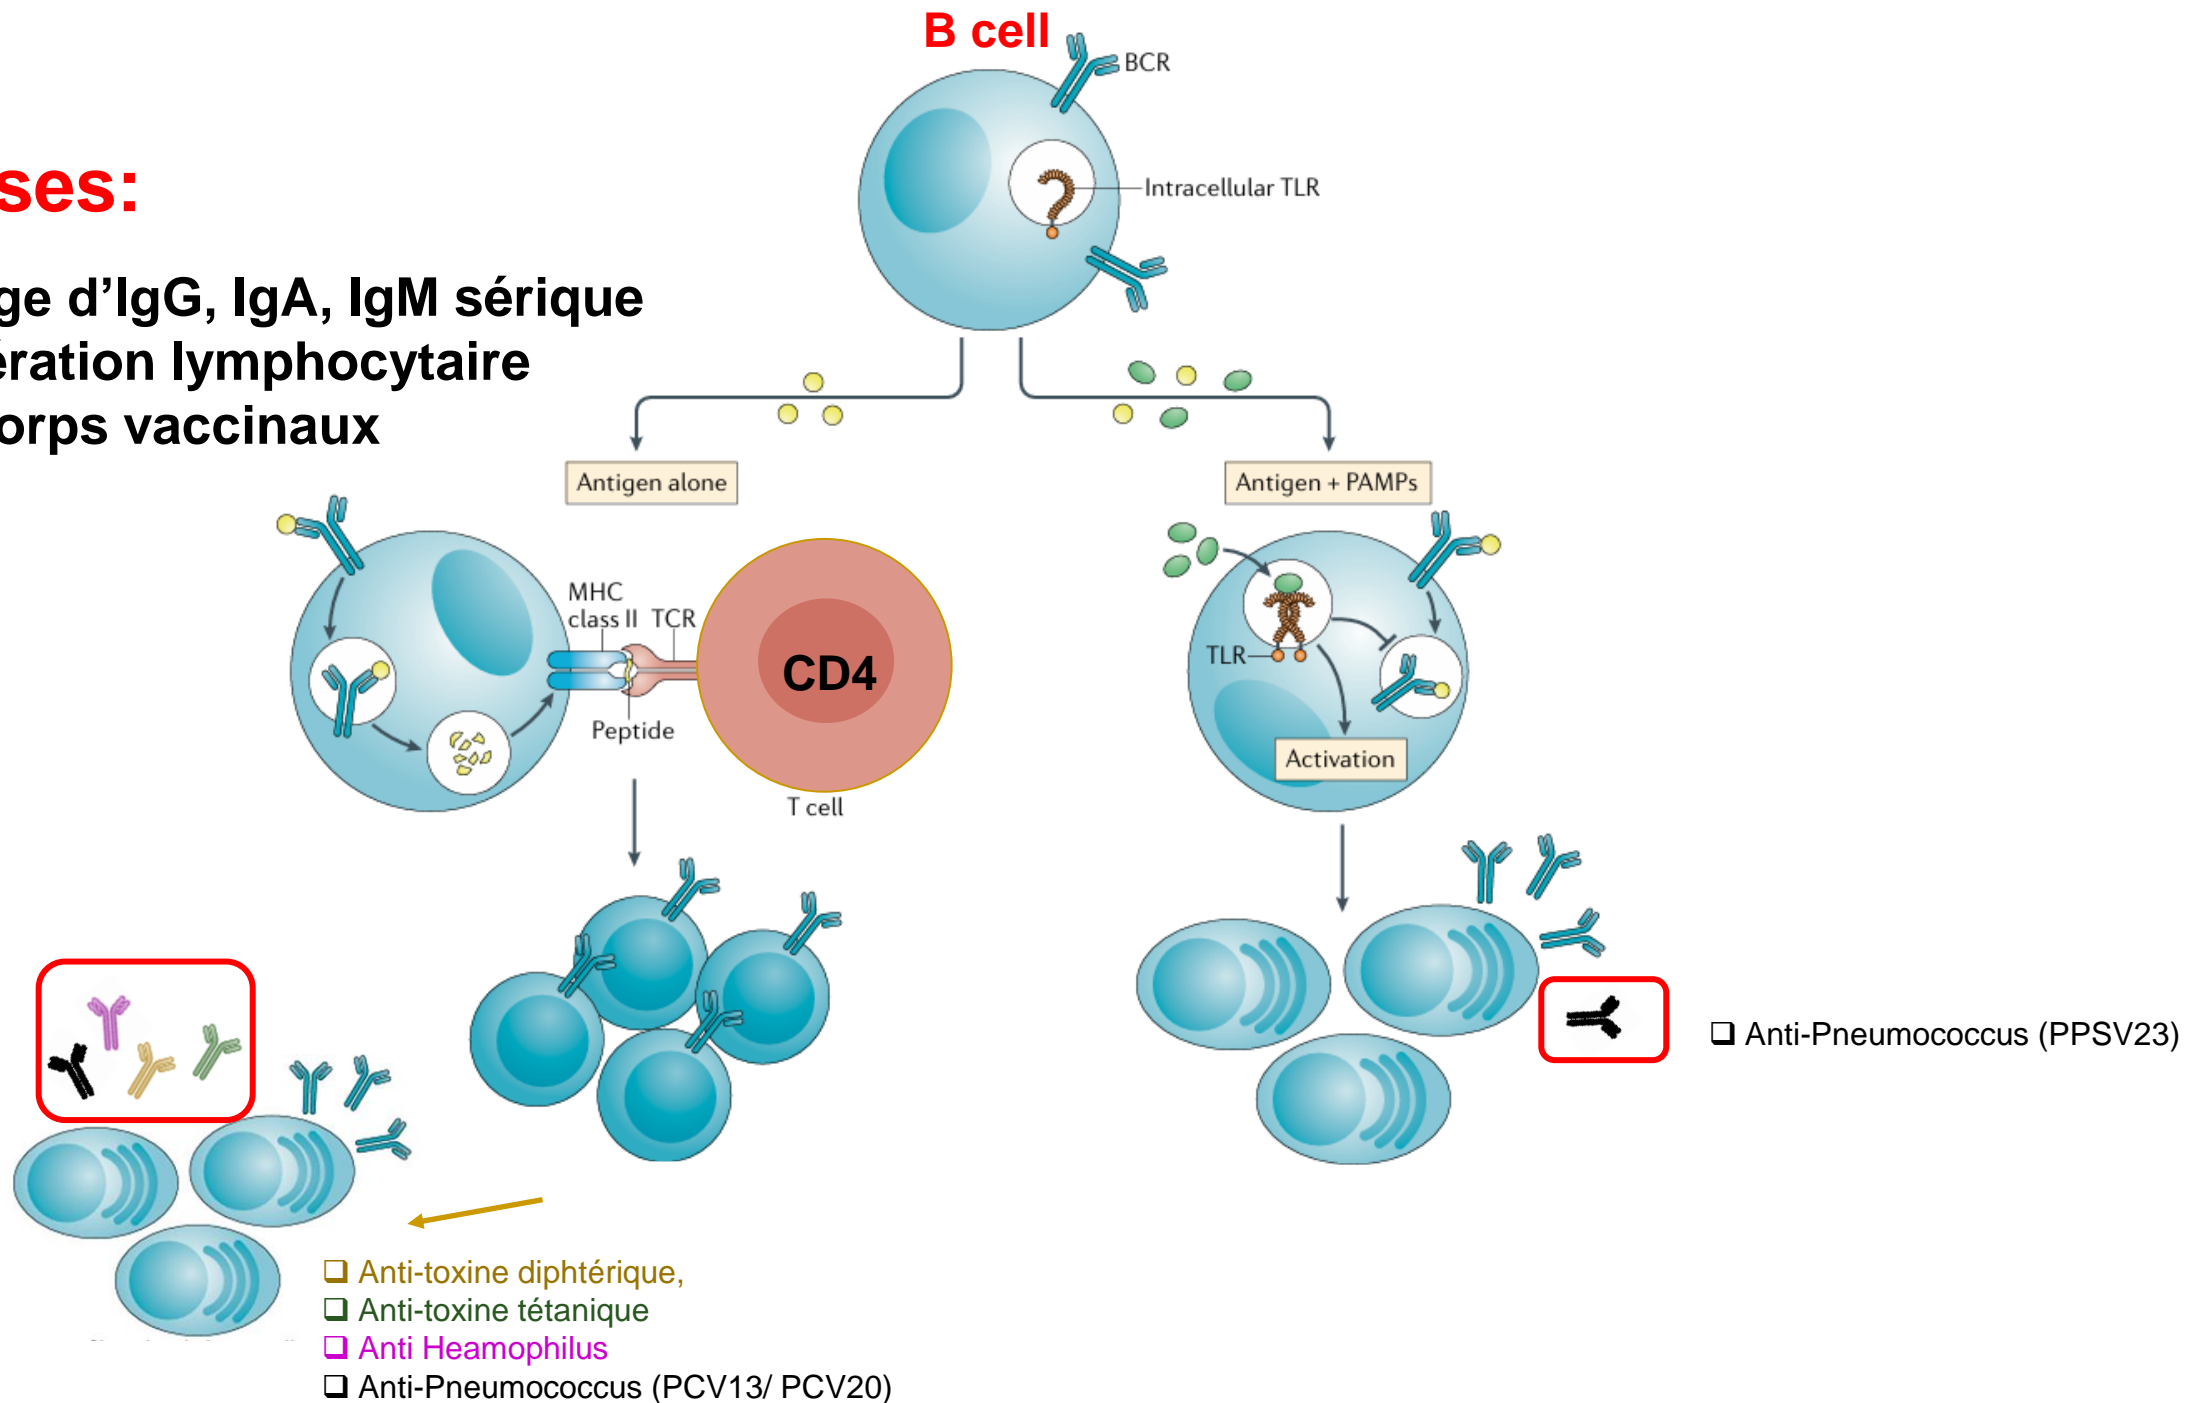 B cell
BCR
Intracellular TLR
ses:
ge d’IgG, IgA, IgM sérique
ération lymphocytaire
orps vaccinaux
Antigen alone
Antigen + PAMPs
MHC
class II TCR
CD4
Peptide
T cell
TLR
Activation
❑ Anti-Pneumococcus (PPSV23)
❑ Anti-toxine diphtérique,
❑ Anti-toxine tétanique
❑ Anti Heamophilus
❑ Anti-Pneumococcus (PCV13/ PCV20)